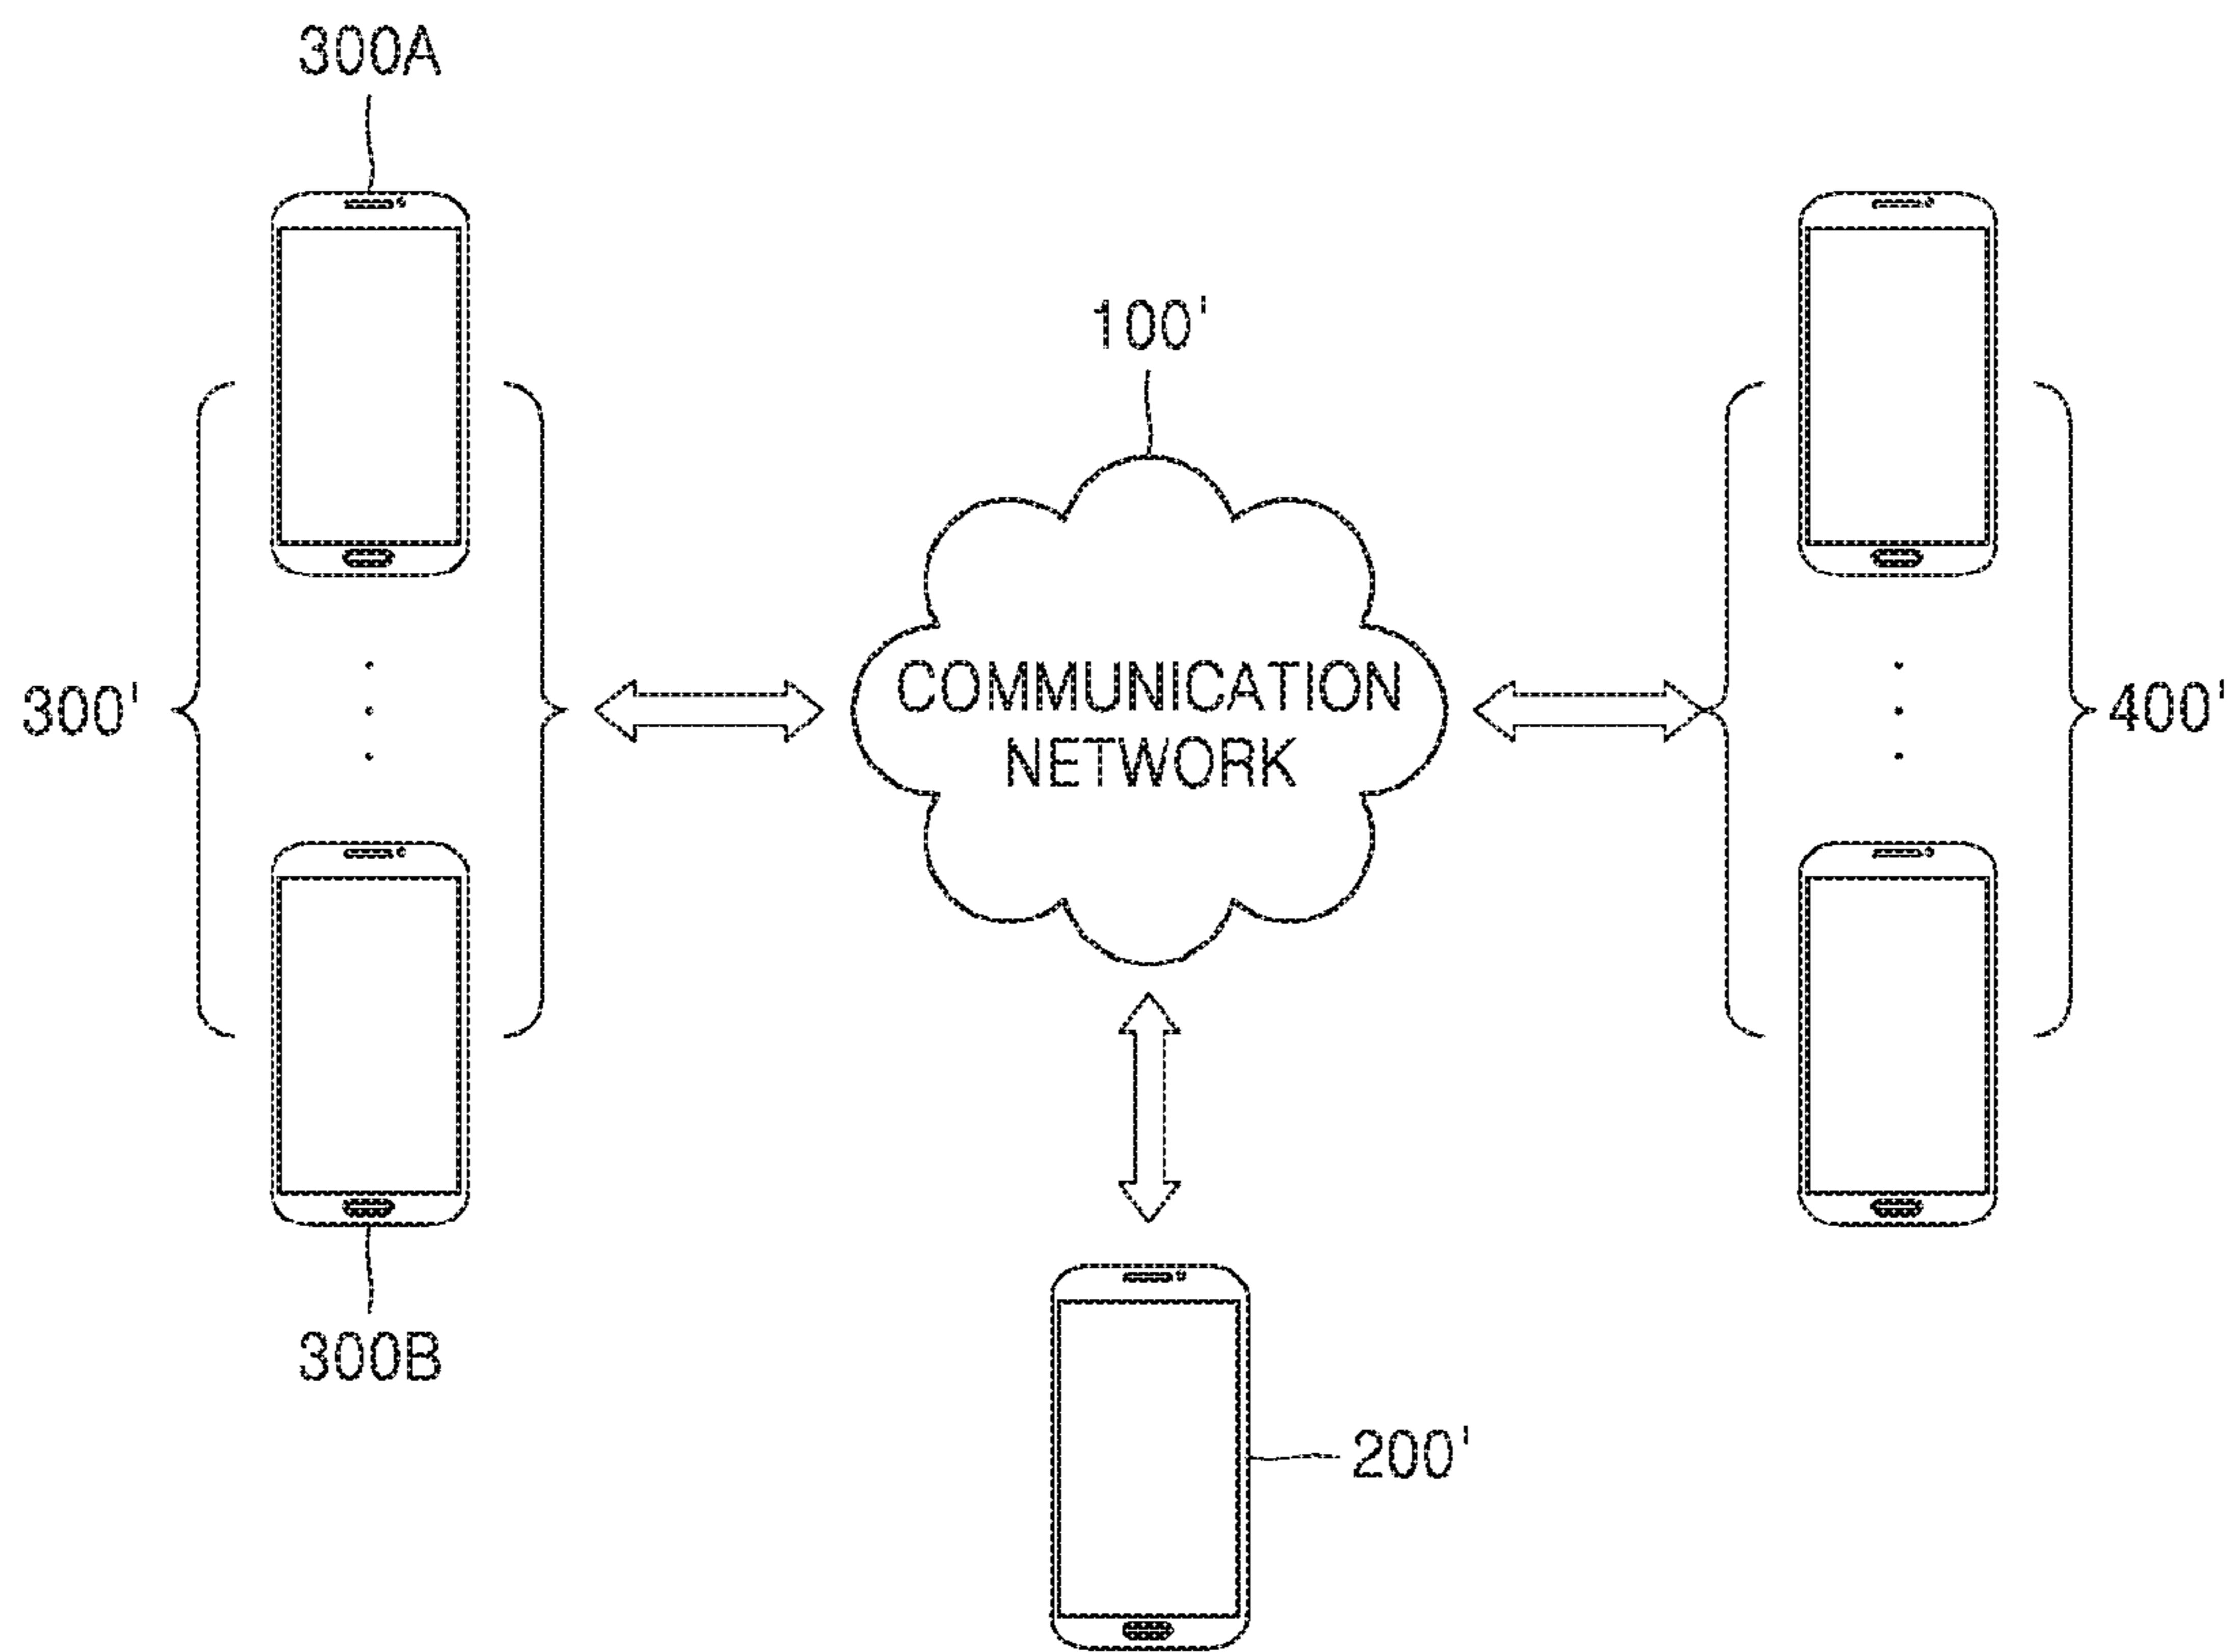 300A
100'
300'
COMMUNICATION
NETWORK
400'
300B
200'